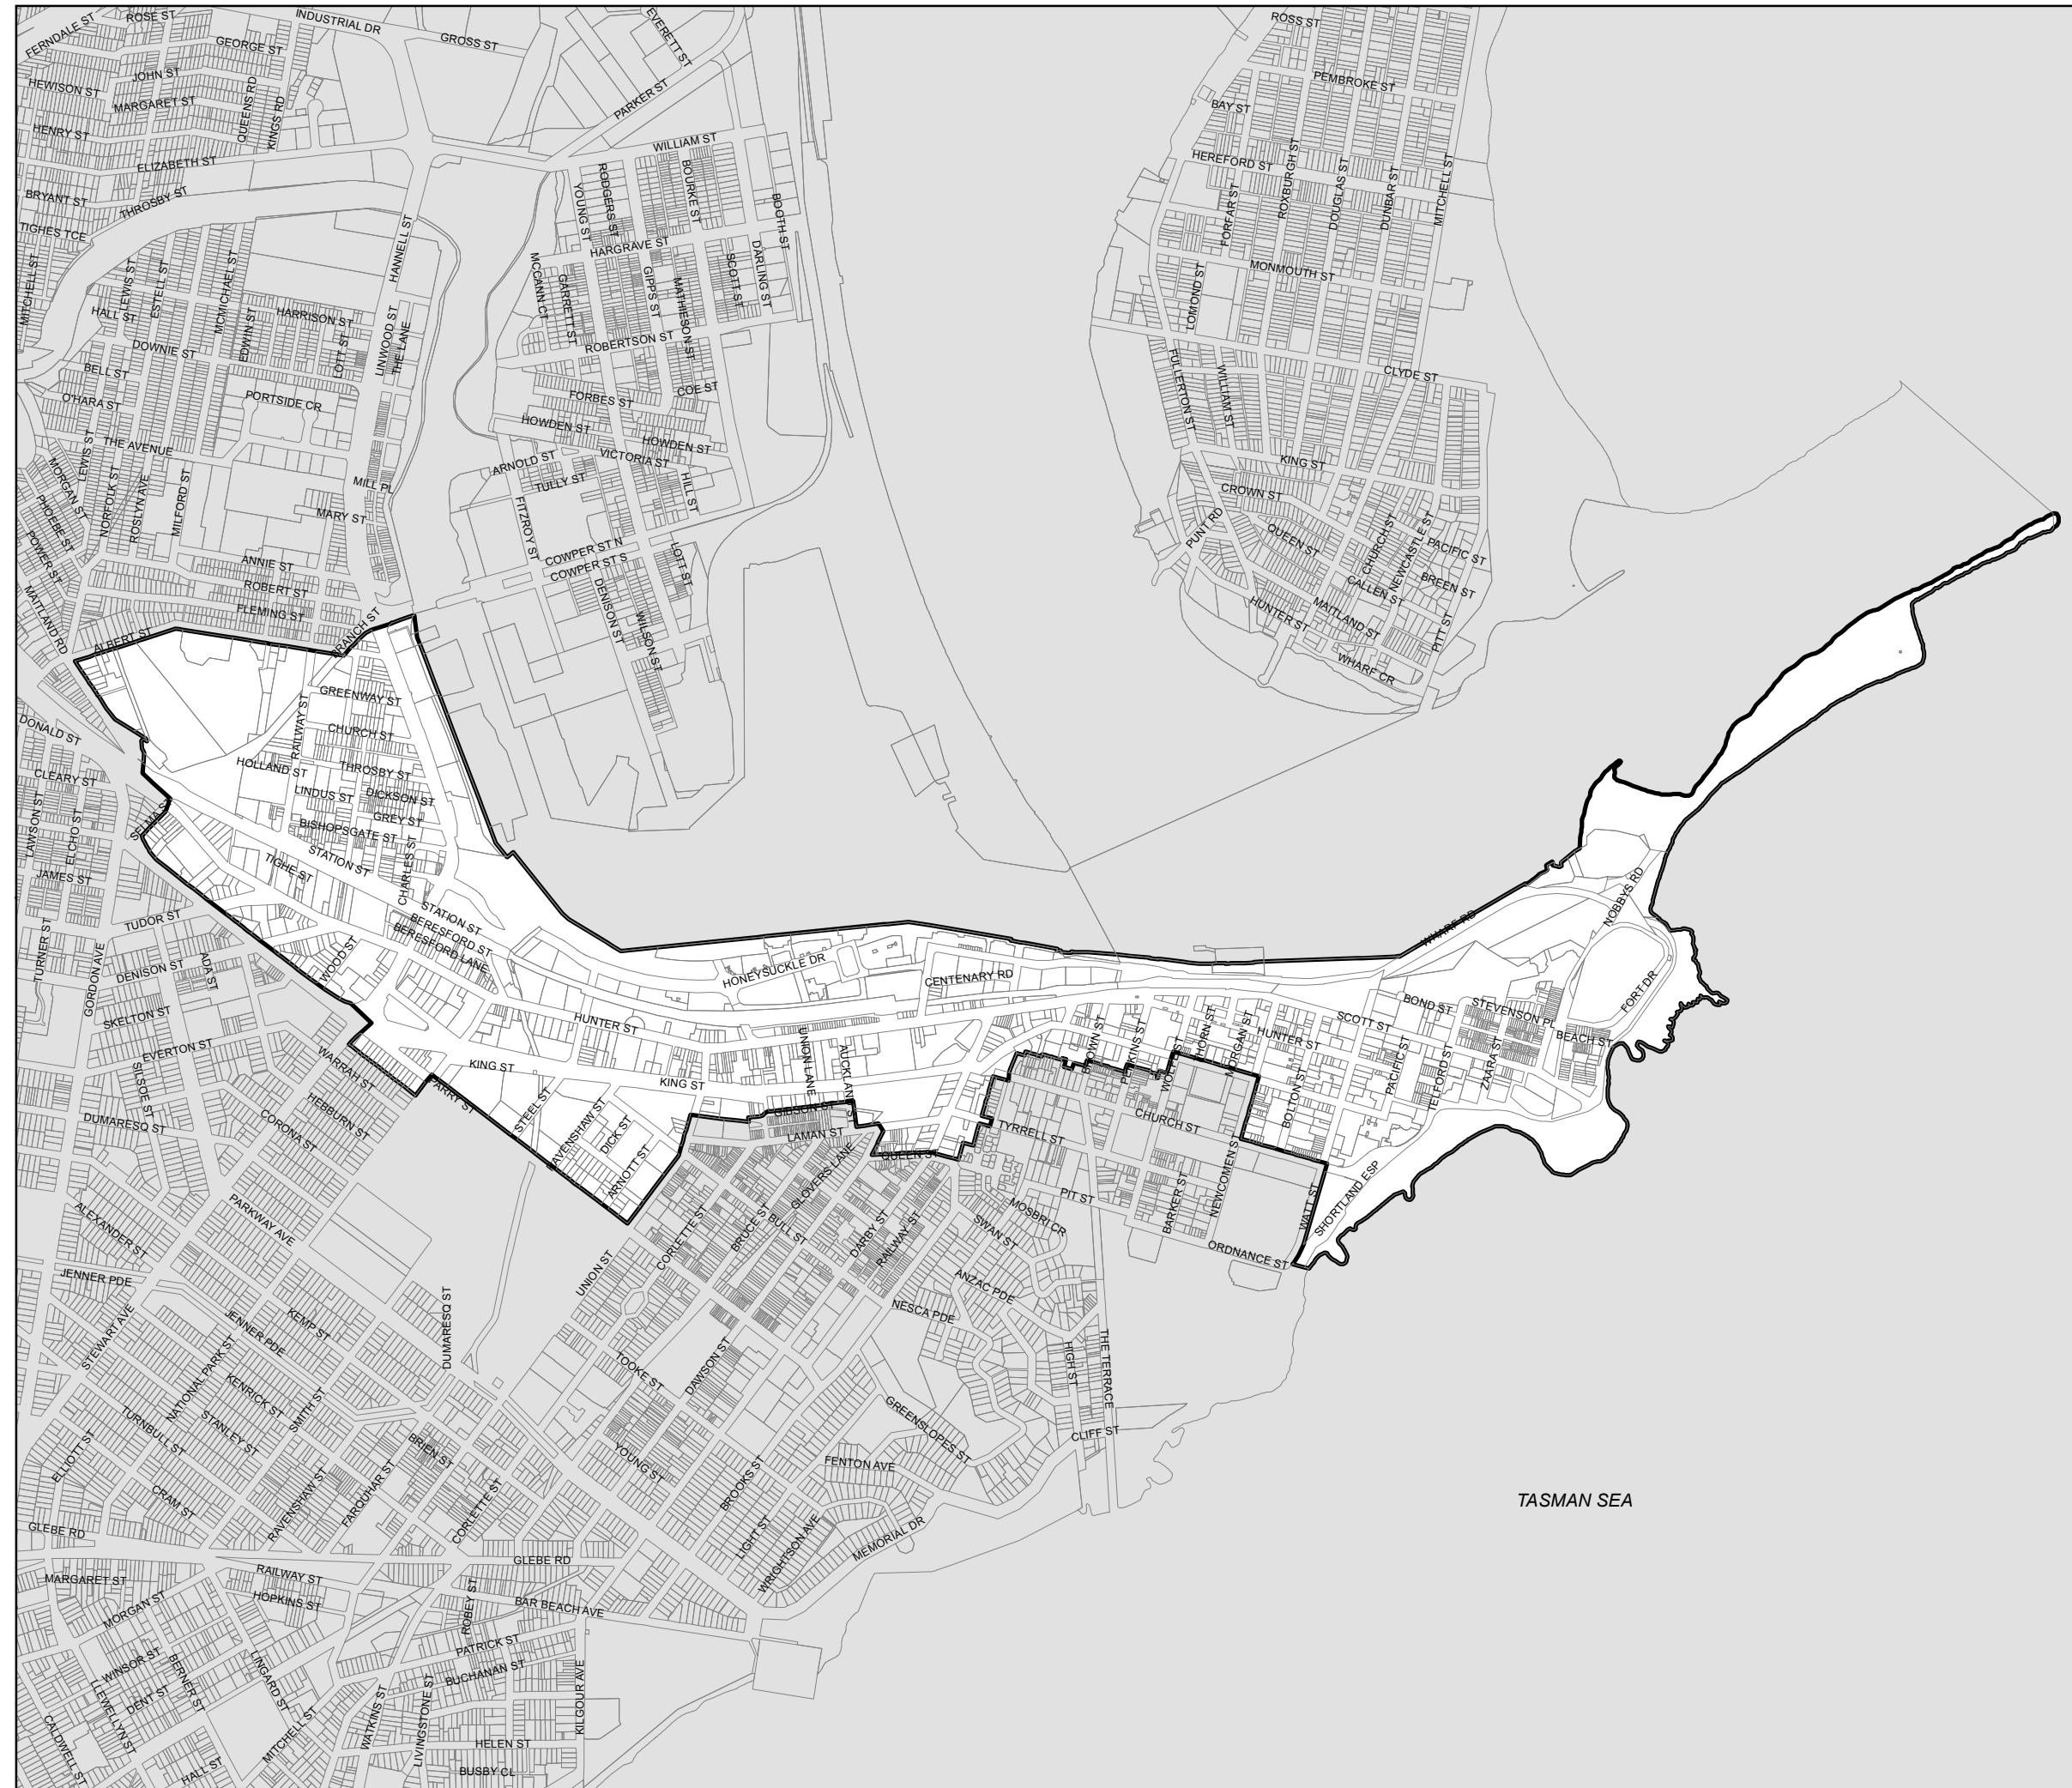 ROSE ST
INDUSTRIAL DR
FERNDALE ST
GEORGE ST
GROSS ST
EVERETT ST
ROSS ST
JOHN ST
HEWISON ST
MARGARET ST
QUEENS RD
KINGS RD
PARKER ST
PEMBROKE ST
BAY ST
HENRY ST
ELIZABETH ST
WILLIAM ST
BRYANT ST
THROSBY ST
YOUNG ST
RODGERS ST
BOURKE ST
BOOTH ST
HEREFORD ST
FORFAR ST
ROXBURGH ST
DOUGLAS ST
DUNBAR ST
MITCHELL ST
TIGHES TCE
HANNELL ST
HARGRAVE ST
MITCHELL ST
LEWIS ST
ESTELL ST
MCMICHAEL ST
MCCANN CT
GARRETT ST
GIPPS ST
MATHIESON ST
SCOTT ST
DARLING ST
LOMOND ST
MONMOUTH ST
HALL ST
EDWIN ST
HARRISON ST
LOTT ST
LINWOOD ST
THE LANE
DOWNIE ST
ROBERTSON ST
BELL ST
PORTSIDE CR
COE ST
FORBES ST
FULLERTON ST
WILLIAM ST
CLYDE ST
O'HARA ST
HOWDEN ST
HOWDEN ST
THE AVENUE
LEWIS ST
ARNOLD ST
VICTORIA ST
KING ST
MORGAN ST
NORFOLK ST
ROSLYN AVE
MILFORD ST
MILL PL
TULLY ST
HILL ST
CROWN ST
PHOEBE ST
MARY ST
FITZROY ST
PUNT RD
QUEEN ST
CHURCH ST
NEWCASTLE ST
PACIFIC ST
POWER ST
ANNIE ST
COWPER ST N
COWPER ST S
LOTT ST
BREEN ST
CALLEN ST
MAITLAND RD
ROBERT ST
DENISON ST
WILSON ST
HUNTER ST
MAITLAND ST
PITT ST
FLEMING ST
BRANCH ST
ALBERT ST
WHARF CR
GREENWAY ST
RAILWAY ST
CHURCH ST
DONALD ST
HOLLAND ST
THROSBY ST
CLEARY ST
LINDUS ST
DICKSON ST
LAWSON ST
ELCHO ST
SELMA ST
GREY ST
BISHOPSGATE ST
STATION ST
CHARLES ST
TIGHE ST
JAMES ST
NOBBYS RD
TUDOR ST
STATION ST
BERESFORD ST
BERESFORD LANE
WHARF RD
TURNER ST
GORDON AVE
DENISON ST
ADA ST
WOOD ST
HONEYSUCKLE DR
CENTENARY RD
FORT DR
SKELTON ST
HUNTER ST
BOND ST
STEVENSON PL
SCOTT ST
HUNTER ST
BEACH ST
EVERTON ST
WARRAH ST
KING ST
KING ST
UNION LANE
AUCKLAND ST
BROWN ST
PERKINS ST
WOLFE ST
THORN ST
MORGAN ST
BOLTON ST
PACIFIC ST
TELFORD ST
ZAARA ST
SILSOE ST
PARRY ST
HEBBURN ST
STEEL ST
RAVENSHAW ST
DICK ST
GIBSON ST
LAMAN ST
CHURCH ST
DUMARESQ ST
CORONA ST
ARNOTT ST
QUEEN ST
TYRRELL ST
GLOVERS LANE
PIT ST
BARKER ST
NEWCOMEN ST
WATT ST
SHORTLAND ESP
PARKWAY AVE
ALEXANDER ST
CORLETTE ST
BRUCE ST
BULL ST
DARBY ST
RAILWAY ST
MOSBRI CR
SWAN ST
ORDNANCE ST
JENNER PDE
UNION ST
ANZAC PDE
NESCA PDE
STEWART AVE
JENNER PDE
KEMP ST
DUMARESQ ST
NATIONAL PARK ST
TOOKE ST
DAWSON ST
HIGH ST
THE TERRACE
KENRICK ST
SMITH ST
TURNBULL ST
STANLEY ST
GREENSLOPES ST
CLIFF ST
ELLIOTT ST
BRIEN ST
YOUNG ST
FENTON AVE
CRAM ST
RAVENSHAW ST
FARQUHAR ST
CORLETTE ST
BROOKS ST
TASMAN SEA
GLEBE RD
LIGHT ST
WRIGHTSON AVE
MEMORIAL DR
GLEBE RD
MARGARET ST
RAILWAY ST
HOPKINS ST
MORGAN ST
ROBEY ST
BAR BEACH AVE
PATRICK ST
WINSOR ST
BERNER ST
LINGARD ST
BUCHANAN ST
LLEWELLYN ST
DENT ST
WATKINS ST
LIVINGSTONE ST
KILGOUR AVE
CALDWELL ST
MITCHELL ST
HELEN ST
HALL ST
BUSBY CL